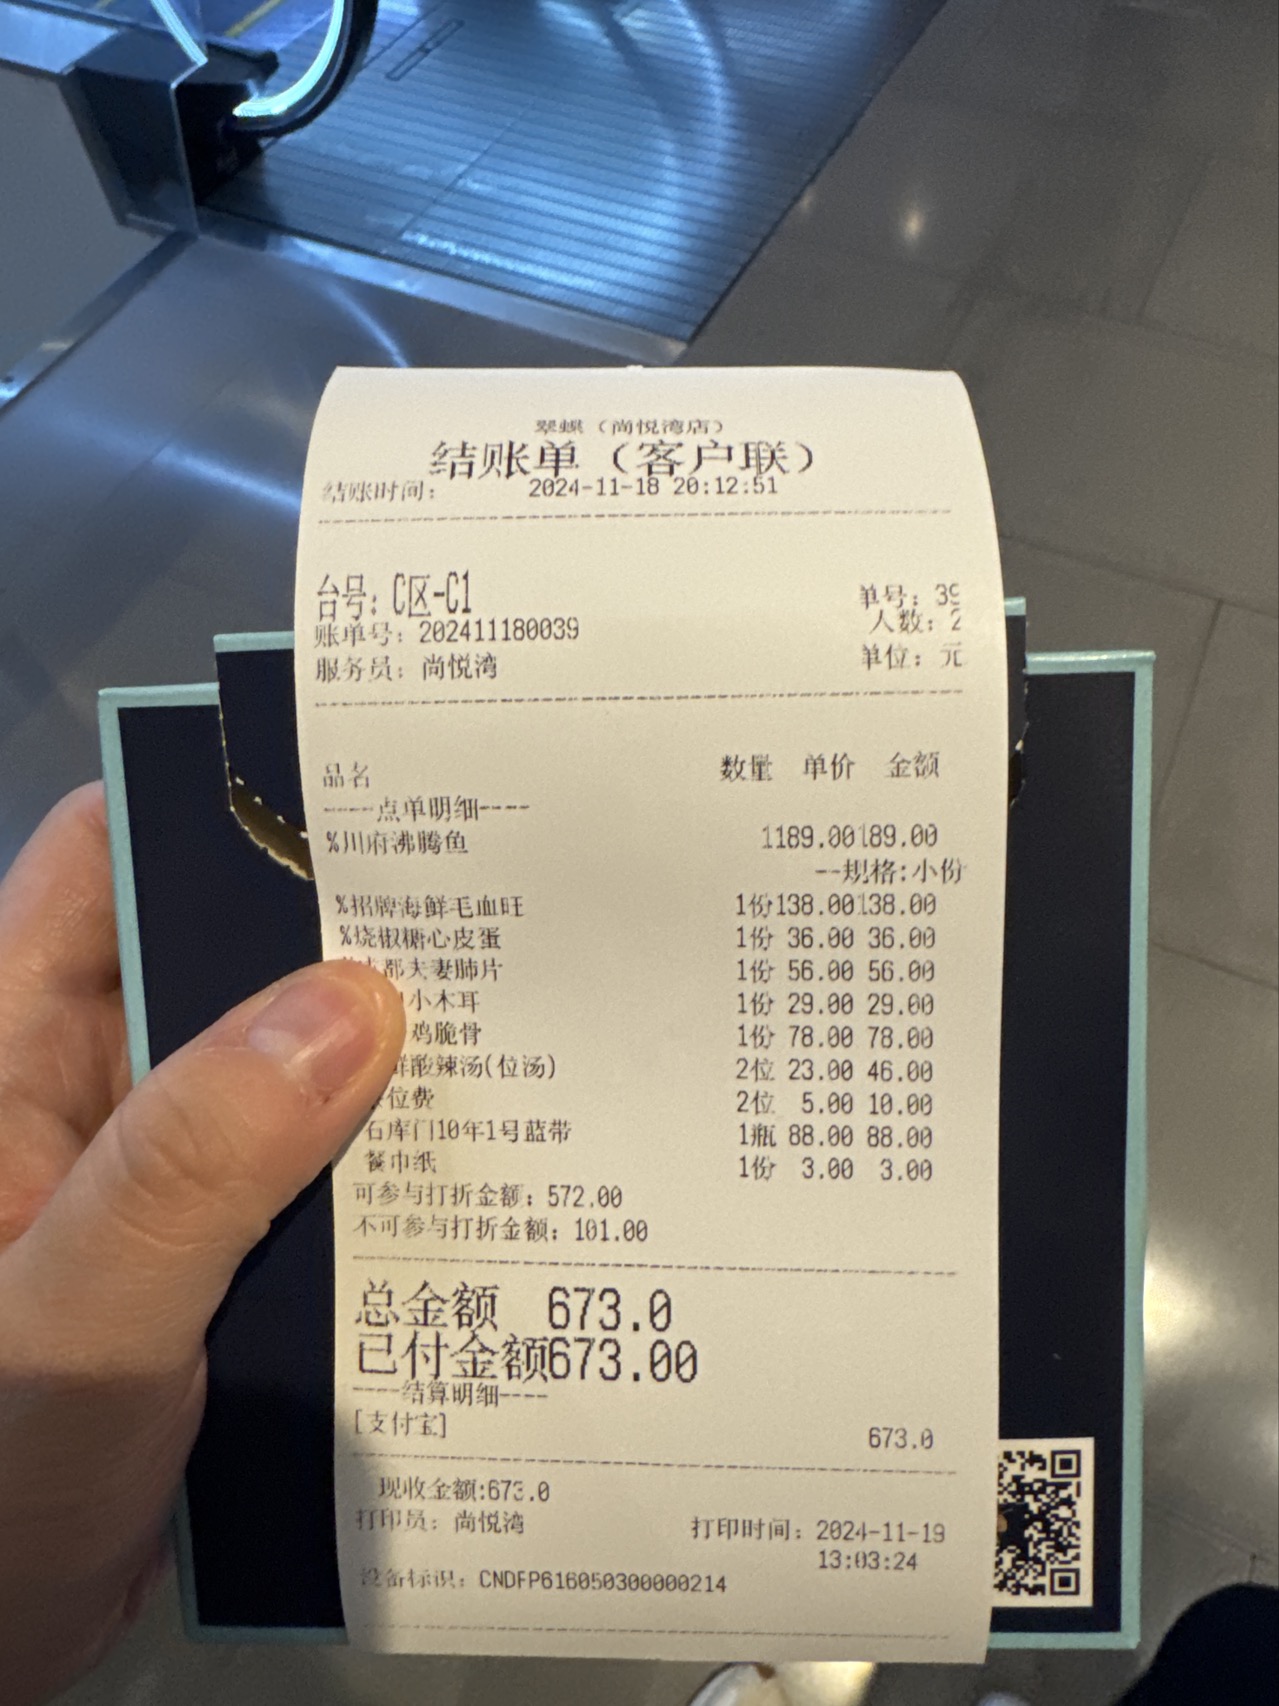 翠螺（尚悦湾店）
结账单（客户联）
结账时间： 2024-11-18 20:12:51
台号：C区-C1
单号：39
账单号：202411180039
人数：2
服务员：尚悦湾
单位：元
品名 数量 单价 金额
----点单明细----
%川府沸腾鱼 1189.00189.00
--规格:小份
%招牌海鲜毛血旺 1份138.00138.00
%烧椒糖心皮蛋 1份 36.00 36.00
都夫妻肺片 1份 56.00 56.00
小木耳 1份 29.00 29.00
鸡脆骨 1份 78.00 78.00
鲜酸辣汤(位汤) 2位 23.00 46.00
位费 2位 5.00 10.00
石库门10年1号蓝带 1瓶 88.00 88.00
餐巾纸 1份 3.00 3.00
可参与打折金额：572.00
不可参与打折金额：101.00
总金额 673.0
已付金额673.00
----结算明细----
[支付宝] 673.0
现收金额:673.0
打印员：尚悦湾 打印时间：2024-11-19
13:03:24
设备标识：CNDFP616050300000214